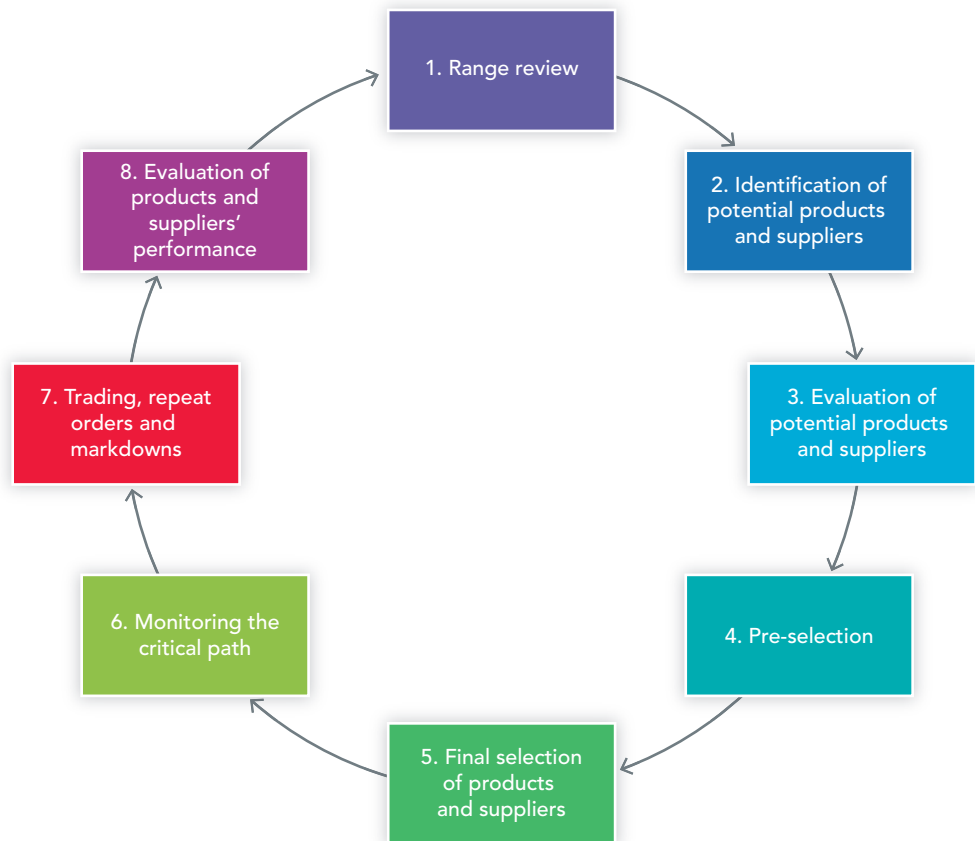 1. Range review
2. Identification of
potential products
and suppliers
3. Evaluation of
potential products
and suppliers
4. Pre-selection
5. Final selection
of products
and suppliers
6. Monitoring the
critical path
7. Trading, repeat
orders and
markdowns
8. Evaluation of
products and
suppliers’
performance